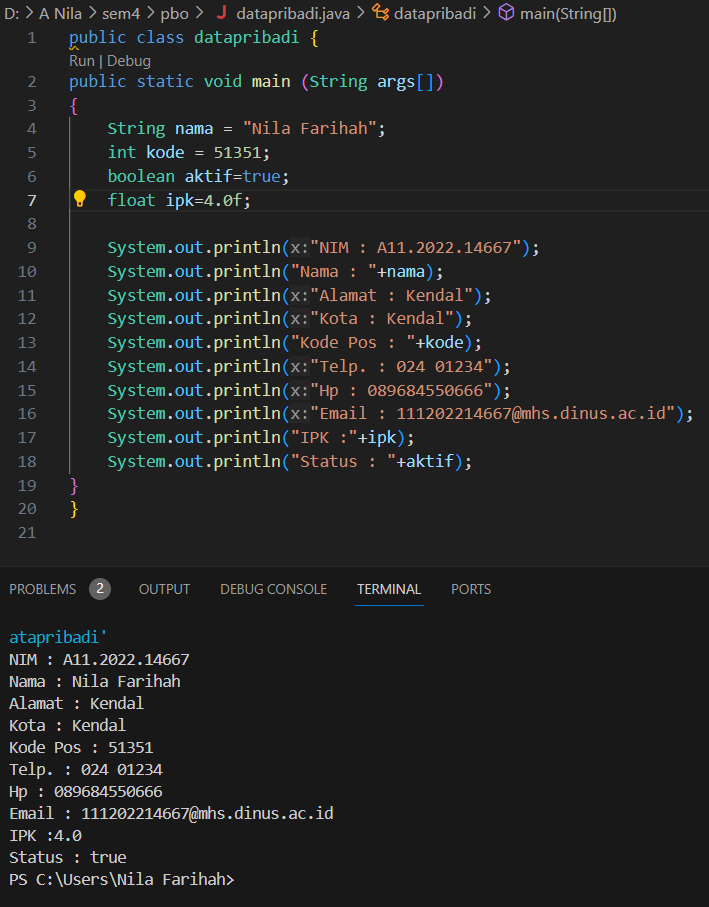 D: > A Nila > sem4 > pbo > J datapribadi.java > datapribadi > main(String[])
1 public class datapribadi {
Run | Debug
2 public static void main (String args[])
3 {
4 String nama = "Nila Farihah";
5 int kode = 51351;
6 boolean aktif=true;
7 float ipk=4.0f;
8
9 System.out.println(x:"NIM : A11.2022.14667");
10 System.out.println("Nama : "+nama);
11 System.out.println(x:"Alamat : Kendal");
12 System.out.println(x:"Kota : Kendal");
13 System.out.println("Kode Pos : "+kode);
14 System.out.println(x:"Telp. : 024 01234");
15 System.out.println(x:"Hp : 089684550666");
16 System.out.println(x:"Email : 111202214667@mhs.dinus.ac.id");
17 System.out.println("IPK :"+ipk);
18 System.out.println("Status : "+aktif);
19 }
20 }
21
PROBLEMS 2 OUTPUT DEBUG CONSOLE TERMINAL PORTS
atapribadi'
NIM : A11.2022.14667
Nama : Nila Farihah
Alamat : Kendal
Kota : Kendal
Kode Pos : 51351
Telp. : 024 01234
Hp : 089684550666
Email : 111202214667@mhs.dinus.ac.id
IPK :4.0
Status : true
PS C:\Users\Nila Farihah>